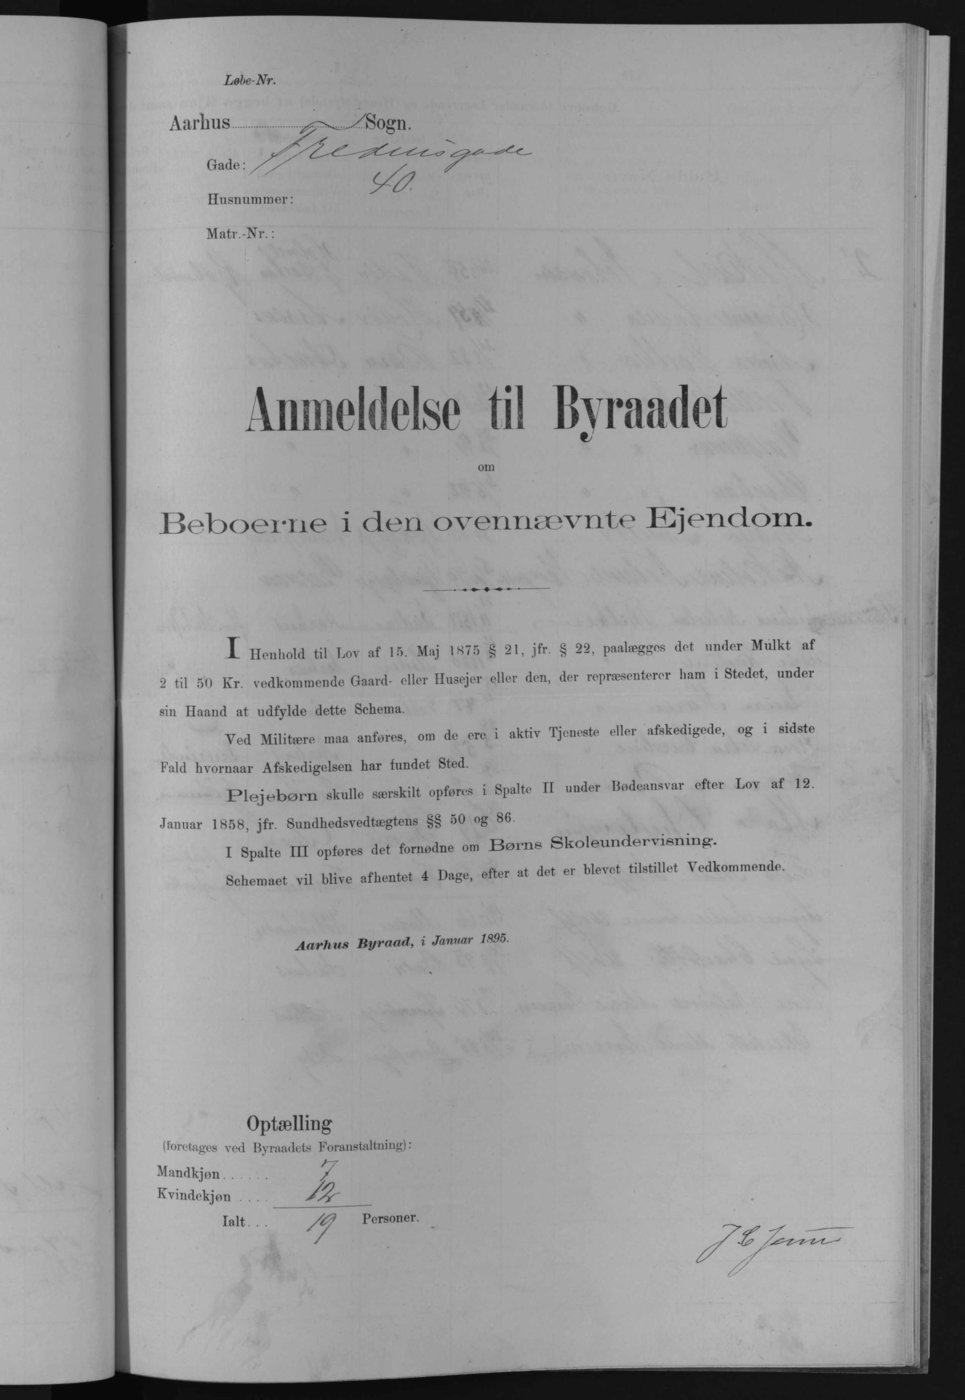 Løbe-Nr.
Aarhus Sogn.
Gade: Fredensgade
Husnummer: 40.
Matr.-Nr.:
Anmeldelse til Byraadet
om
Beboerne i den ovennævnte Ejendom.
I Henhold til Lov af 15. Maj 1875 § 21, jfr. § 22, paalægges det under Mulkt af
2 til 50 Kr. vedkommende Gaard- eller Husejer eller den, der repræsenterer ham i Stedet, under
sin Haand at udfylde dette Schema.
Ved Militære maa anføres, om de ere i aktiv Tjeneste eller afskedigede, og i sidste
Fald hvornaar Afskedigelsen har fundet Sted.
Plejebørn skulle særskilt opføres i Spalte II under Bødeansvar efter Lov af 12.
Januar 1858, jfr. Sundhedsvedtægtens §§ 50 og 86.
I Spalte III opføres det fornødne om Børns Skoleundervisning.
Schemaet vil blive afhentet 4 Dage, efter at det er blevet tilstillet Vedkommende.
Aarhus Byraad, i Januar 1895.
Optælling
(foretages ved Byraadets Foranstaltning):
Mandkjøn...... 7
Kvindekjøn .... 12
Ialt... 19 Personer.